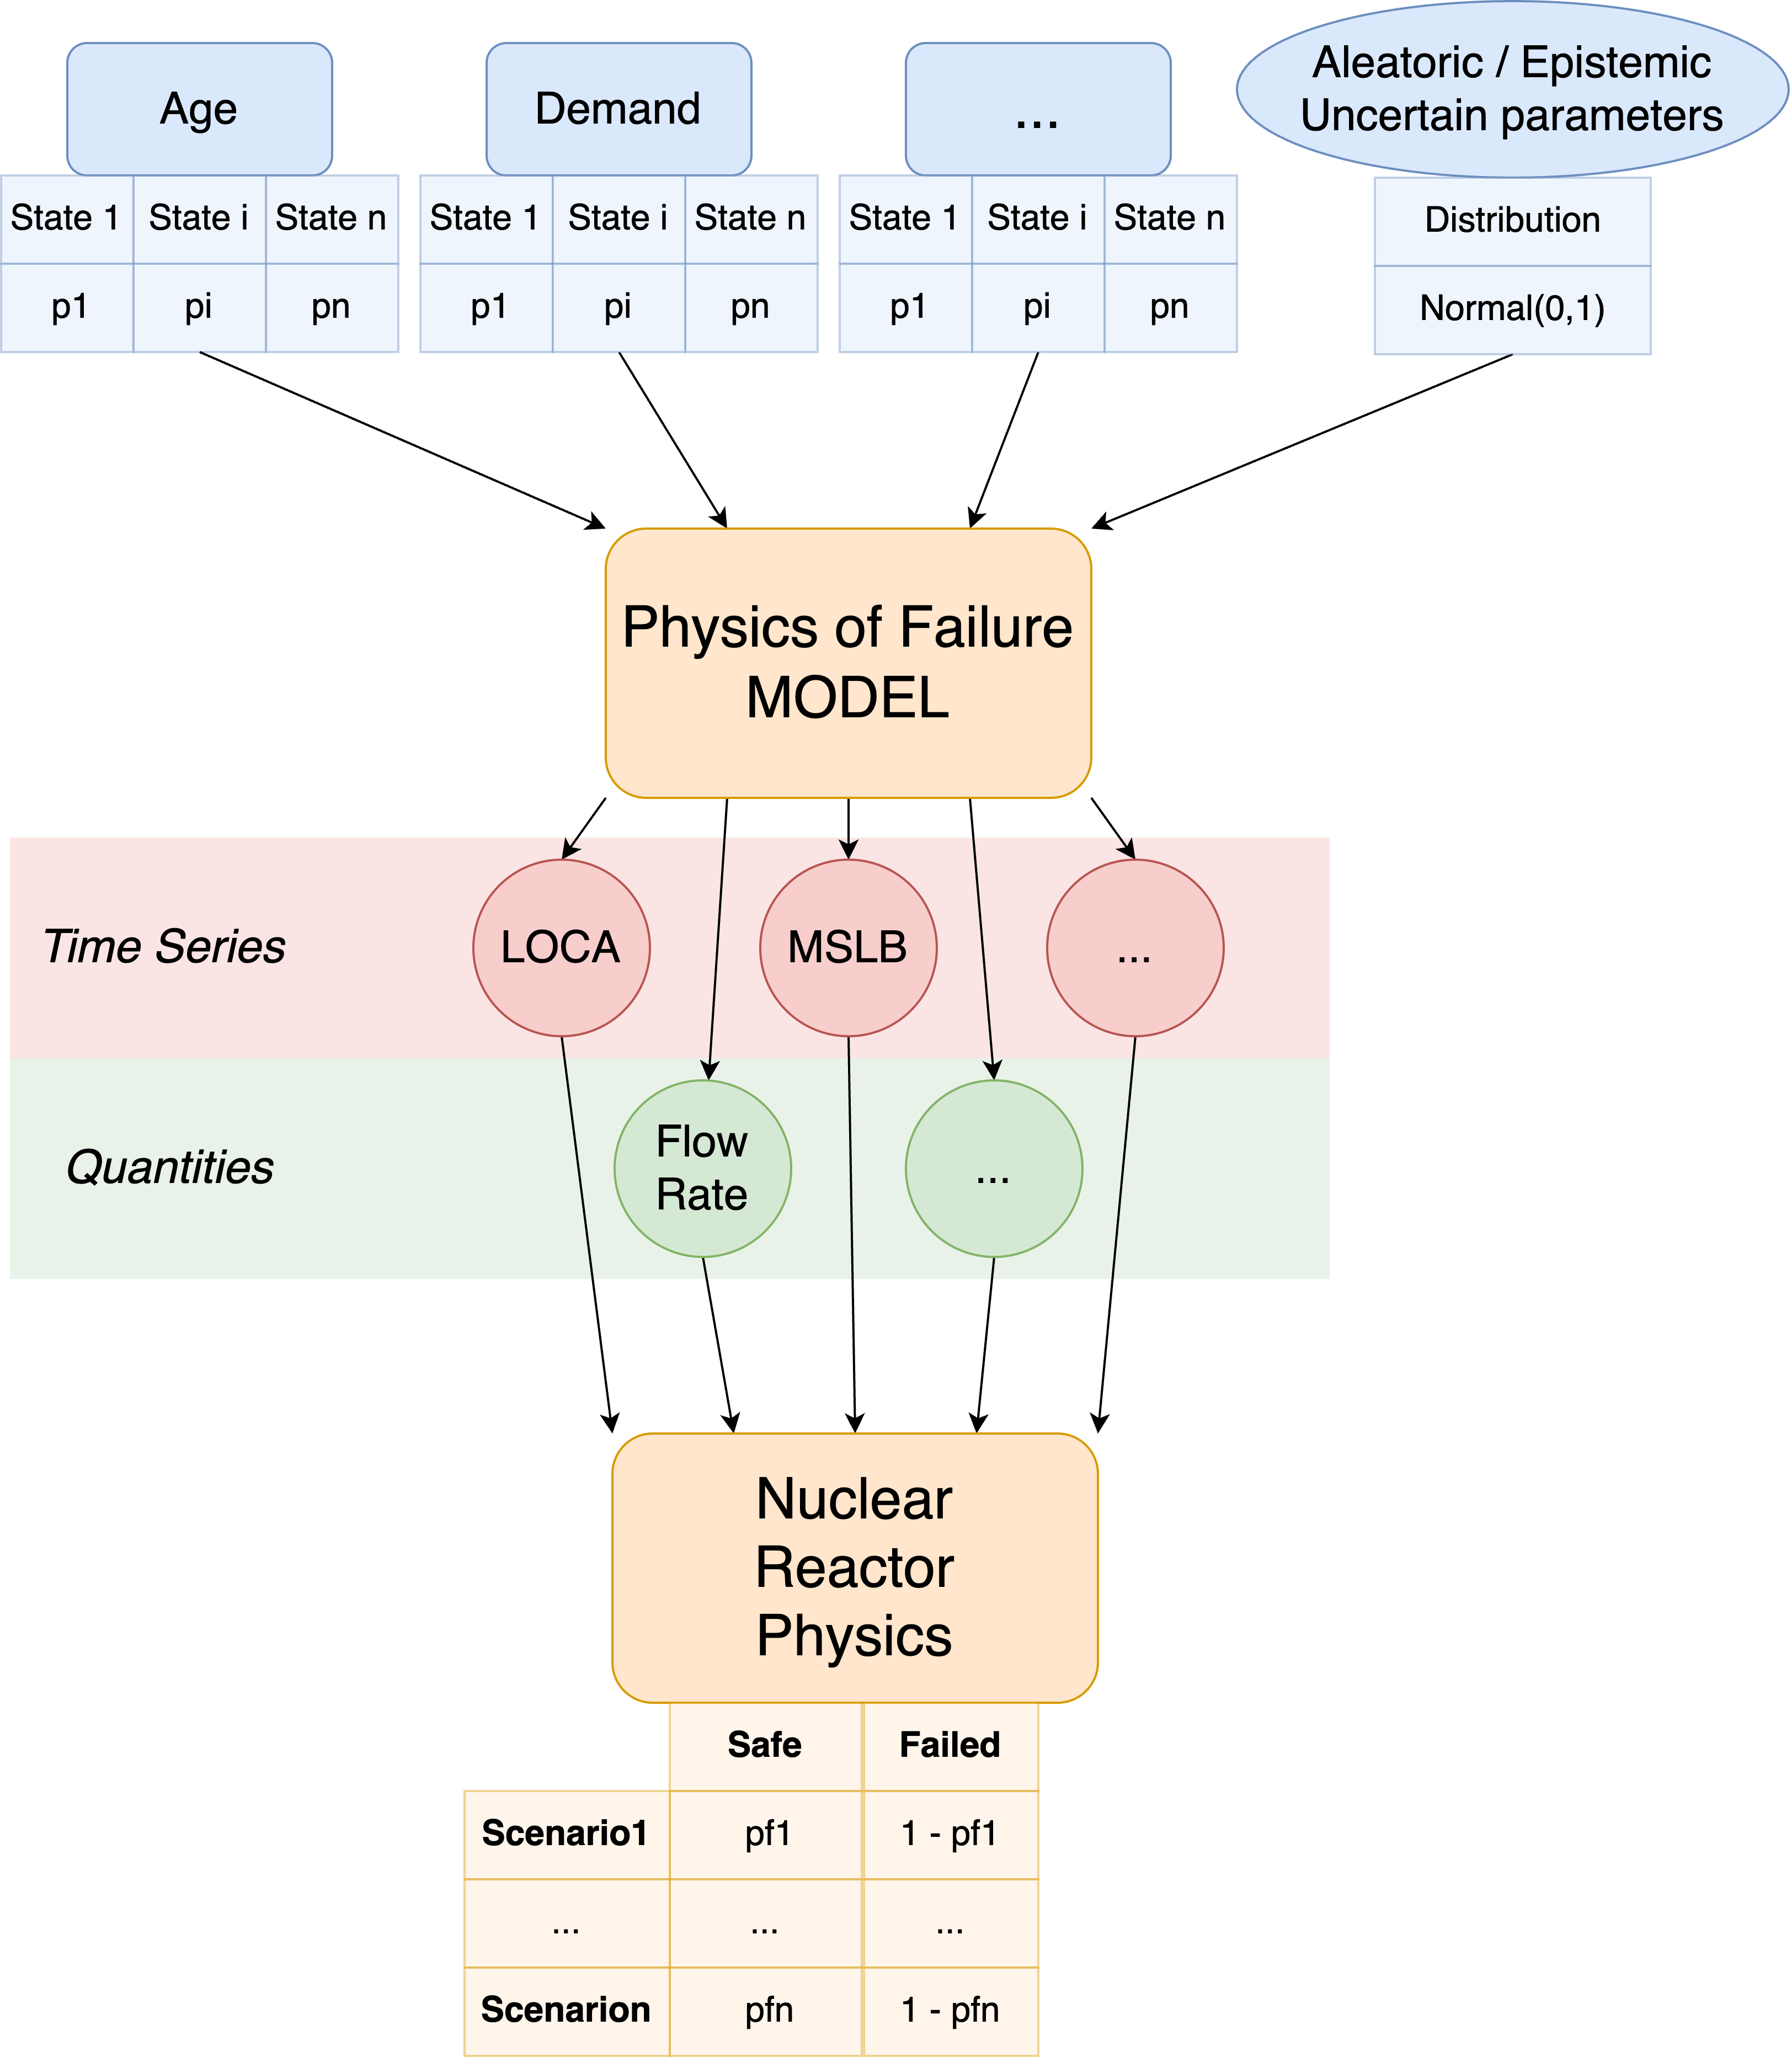 Age
Demand
...
Aleatoric / Epistemic
Uncertain parameters
State 1 State i State n
p1 pi pn
State 1 State i State n
p1 pi pn
State 1 State i State n
p1 pi pn
Distribution
Normal(0,1)
Physics of Failure
MODEL
Time Series
LOCA
MSLB
...
Quantities
Flow
Rate
...
Nuclear
Reactor
Physics
Safe Failed
Scenario1 pf1 1 - pf1
... ... ...
Scenarion pfn 1 - pfn